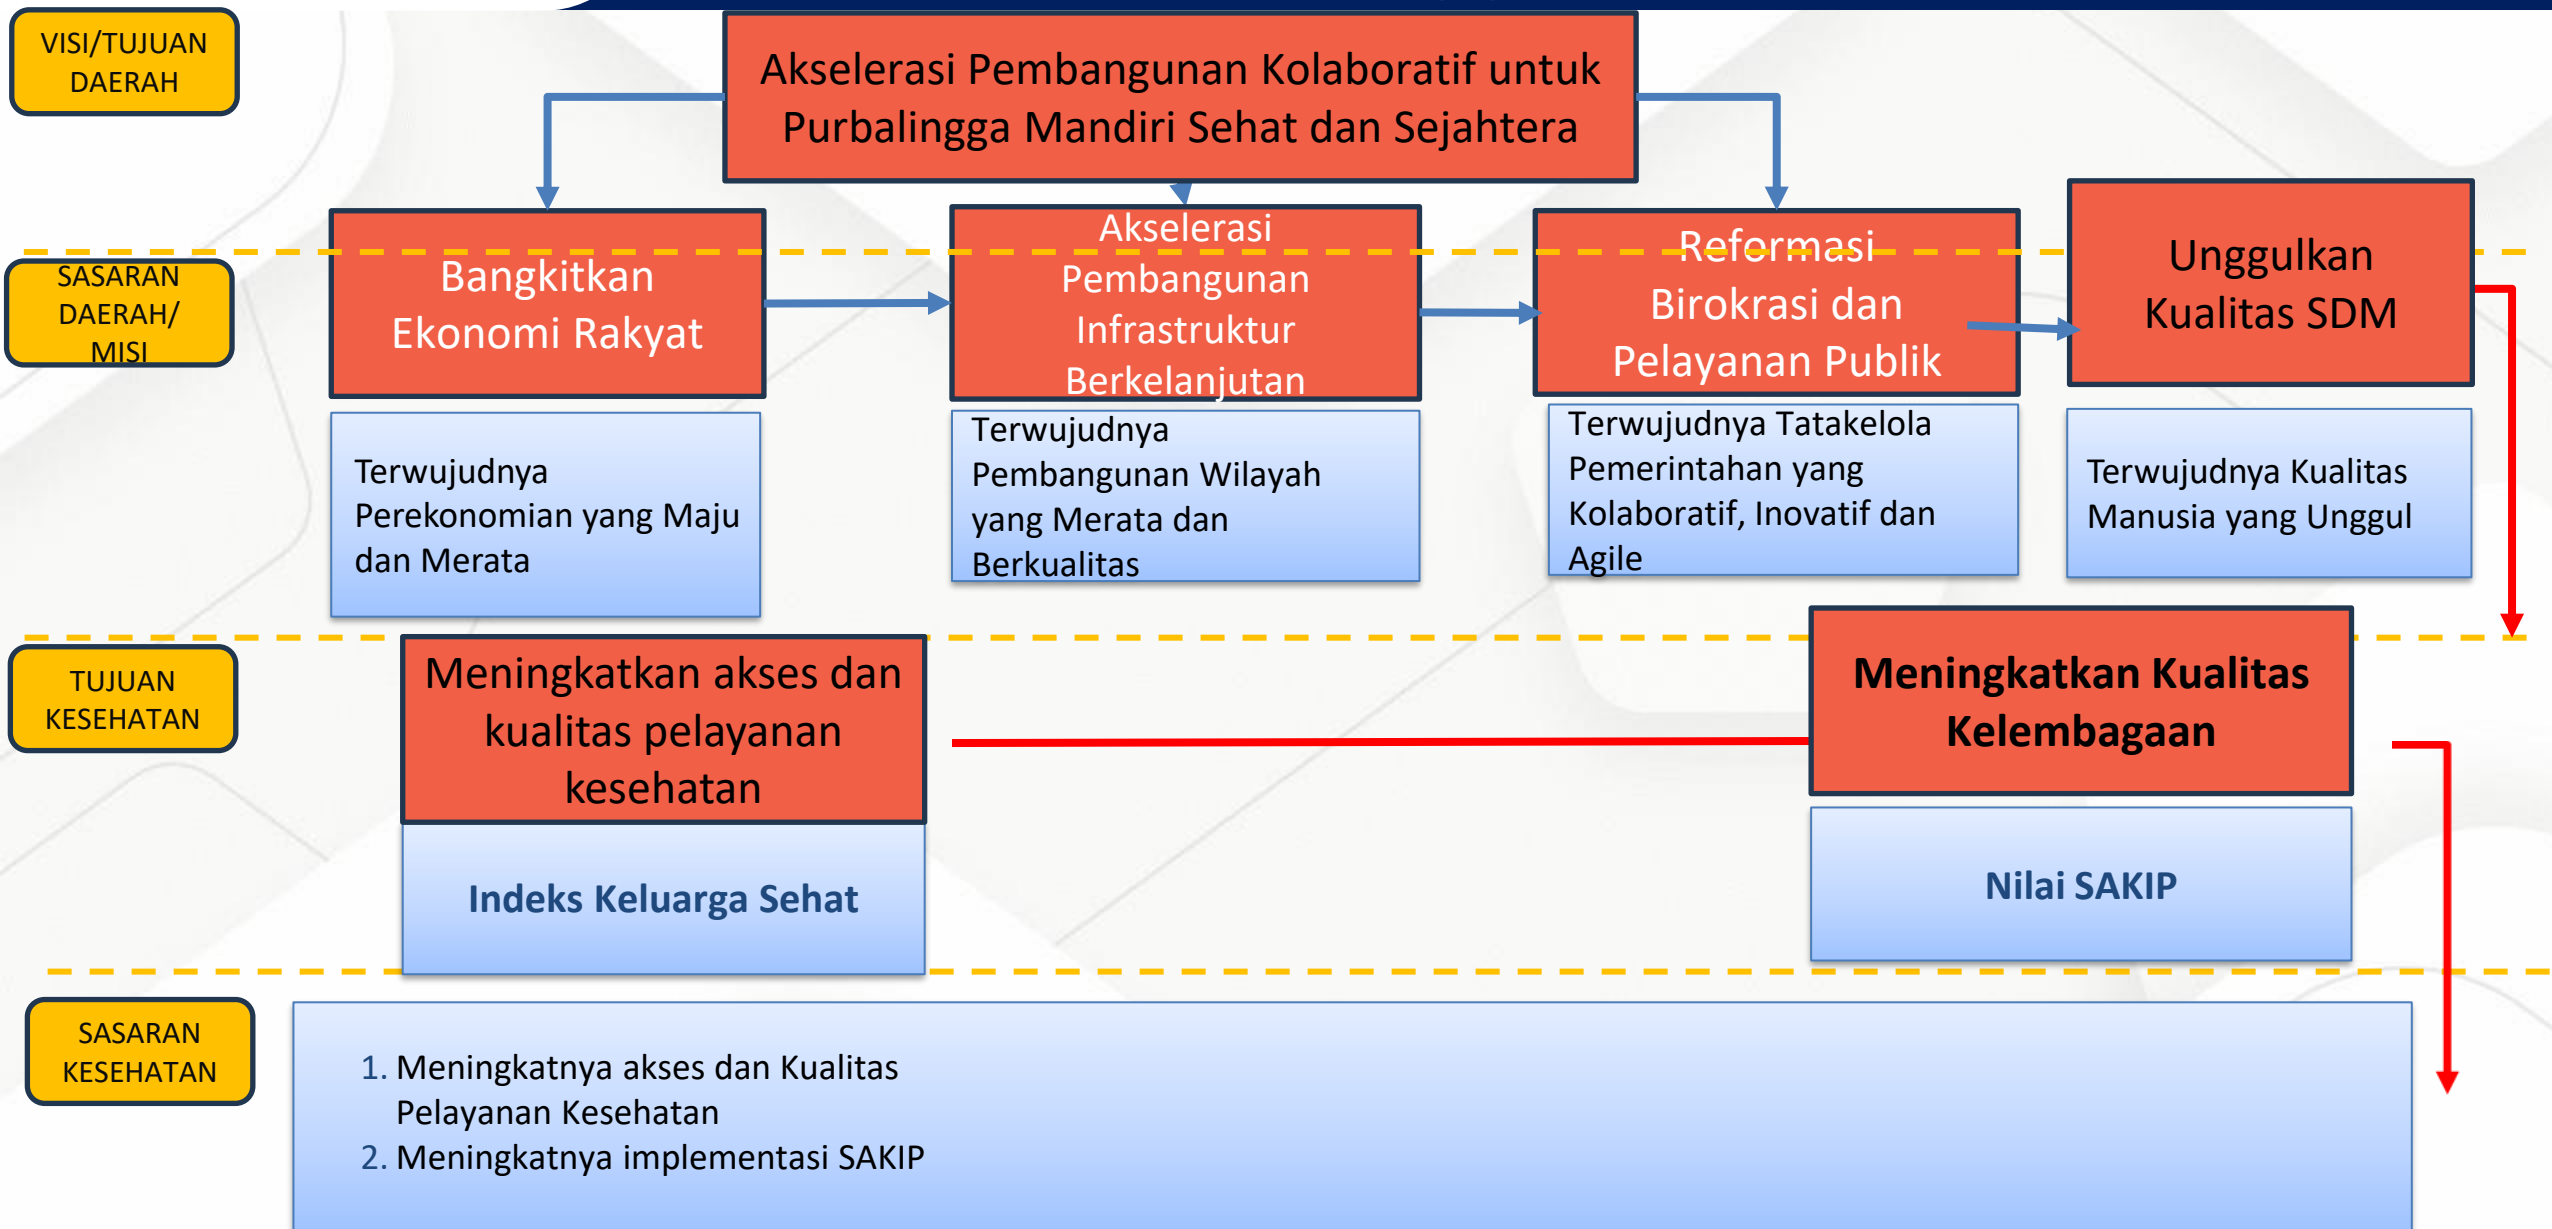 VISI/TUJUAN
DAERAH
Akselerasi Pembangunan Kolaboratif untuk
Purbalingga Mandiri Sehat dan Sejahtera
SASARAN
DAERAH/
MISI
Bangkitkan
Ekonomi Rakyat
Akselerasi
Pembangunan
Infrastruktur
Berkelanjutan
Reformasi
Birokrasi dan
Pelayanan Publik
Unggulkan
Kualitas SDM
Terwujudnya
Perekonomian yang Maju
dan Merata
Terwujudnya
Pembangunan Wilayah
yang Merata dan
Berkualitas
Terwujudnya Tatakelola
Pemerintahan yang
Kolaboratif, Inovatif dan
Agile
Terwujudnya Kualitas
Manusia yang Unggul
TUJUAN
KESEHATAN
Meningkatkan akses dan
kualitas pelayanan
kesehatan
Indeks Keluarga Sehat
Meningkatkan Kualitas
Kelembagaan
Nilai SAKIP
SASARAN
KESEHATAN
1. Meningkatnya akses dan Kualitas
Pelayanan Kesehatan
2. Meningkatnya implementasi SAKIP